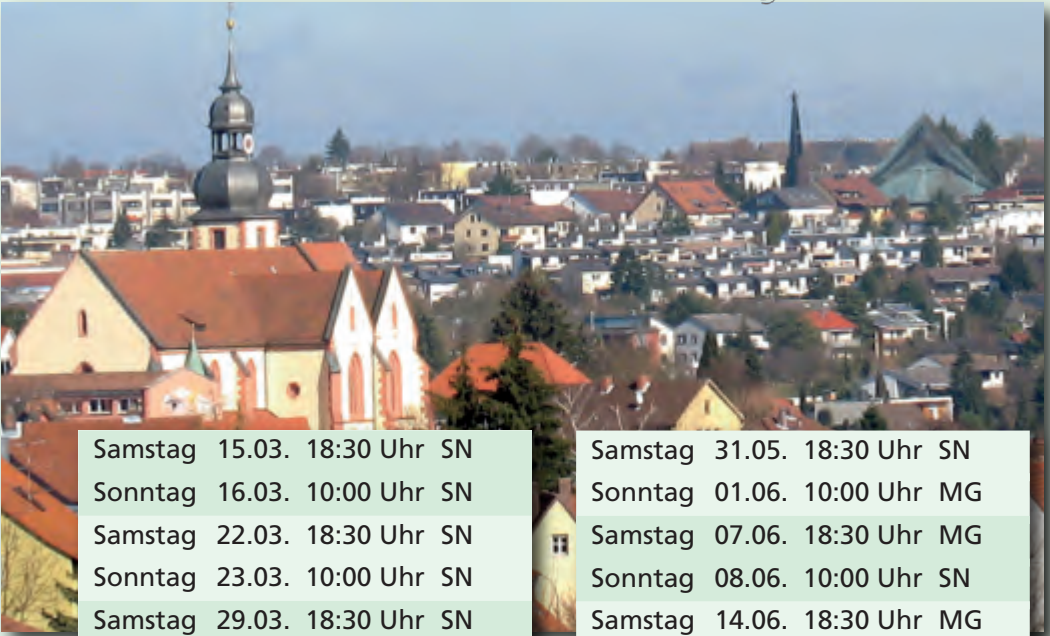 Samstag 15.03. 18:30 Uhr SN
Sonntag 16.03. 10:00 Uhr SN
Samstag 22.03. 18:30 Uhr SN
Sonntag 23.03. 10:00 Uhr SN
Samstag 29.03. 18:30 Uhr SN
Samstag 31.05. 18:30 Uhr SN
Sonntag 01.06. 10:00 Uhr MG
Samstag 07.06. 18:30 Uhr MG
Sonntag 08.06. 10:00 Uhr SN
Samstag 14.06. 18:30 Uhr MG